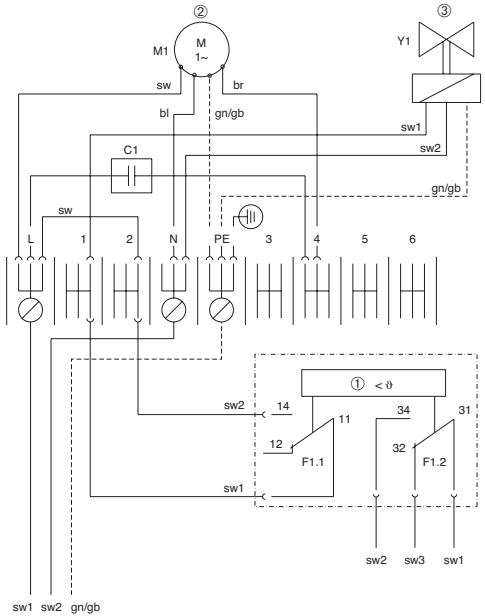 ②
③
M1
M
1~
Y1
sw
br
bl
gn/gb
sw1
C1
sw2
gn/gb
sw
L
1
2
N
PE
3
4
5
6
① < ϑ
sw2
14
11
34
31
12
F1.1
32
F1.2
sw1
sw2
sw3
sw1
sw1
sw2
gn/gb